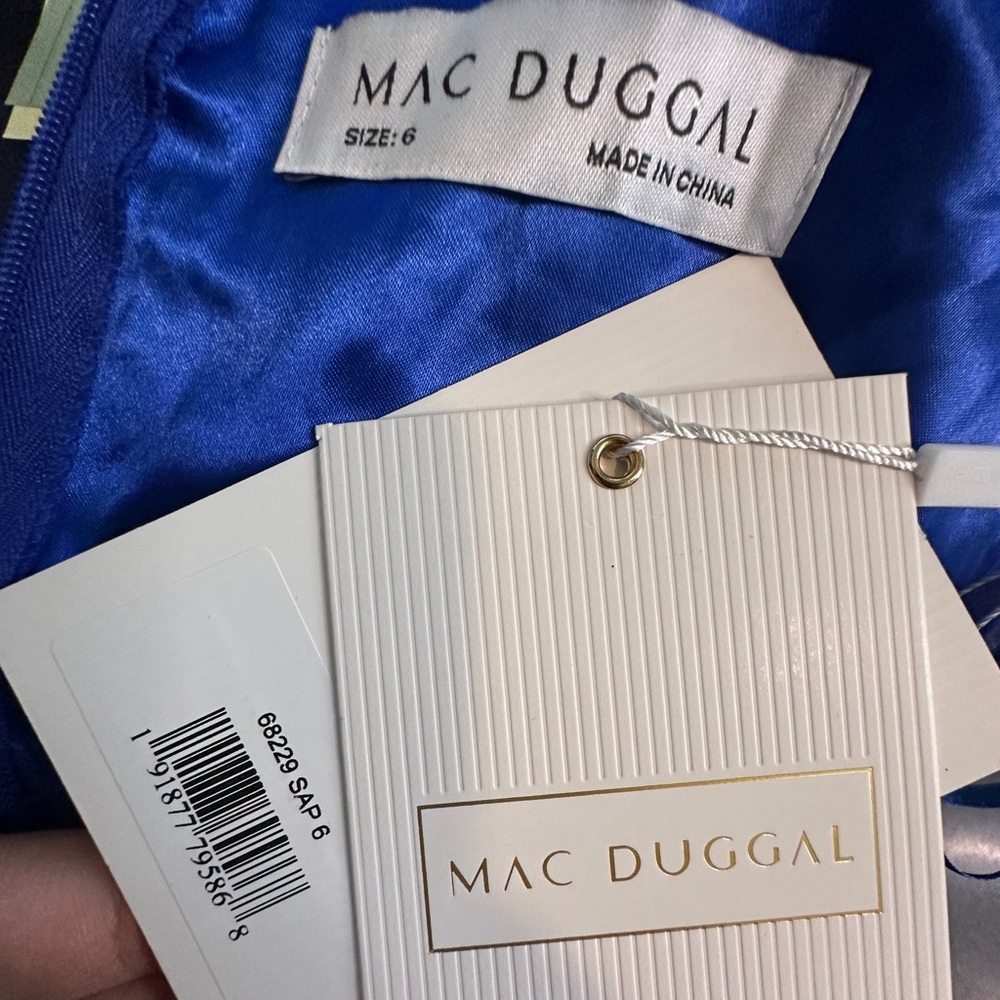 MAC DUGGAL
SIZE: 6
MADE IN CHINA
68229 SAP 6
1 91877 79586 8
MAC DUGGAL